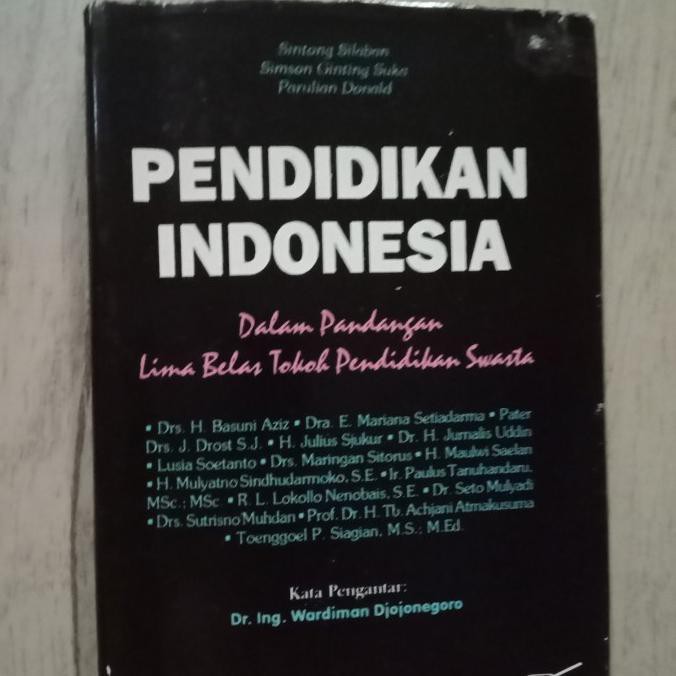 Sintong Silaban
Simson Ginting Suka
Parulian Donald
PENDIDIKAN
INDONESIA
Dalam Pandangan
Lima Belas Tokoh Pendidikan Swasta
• Drs. H. Basuni Aziz • Dra. E. Mariana Setiadarma • Pater
Drs. J. Drost S.J. • H. Julius Sjukur • Dr. H. Jurnalis Uddin
• Lusia Soetanto • Drs. Maringan Sitorus • H. Maulwi Saelan
• H. Mulyatno Sindhudarmoko, S.E. • Ir. Paulus Tanuhandaru,
MSc.; MSc. • R. L. Lokollo Nenobais, S.E. • Dr. Seto Mulyadi
• Drs. Sutrisno Muhdan • Prof. Dr. H. Tb. Achjani Atmakusuma
• Toenggoel P. Siagian, M.S.; M.Ed.
Kata Pengantar:
Dr. Ing. Wardiman Djojonegoro